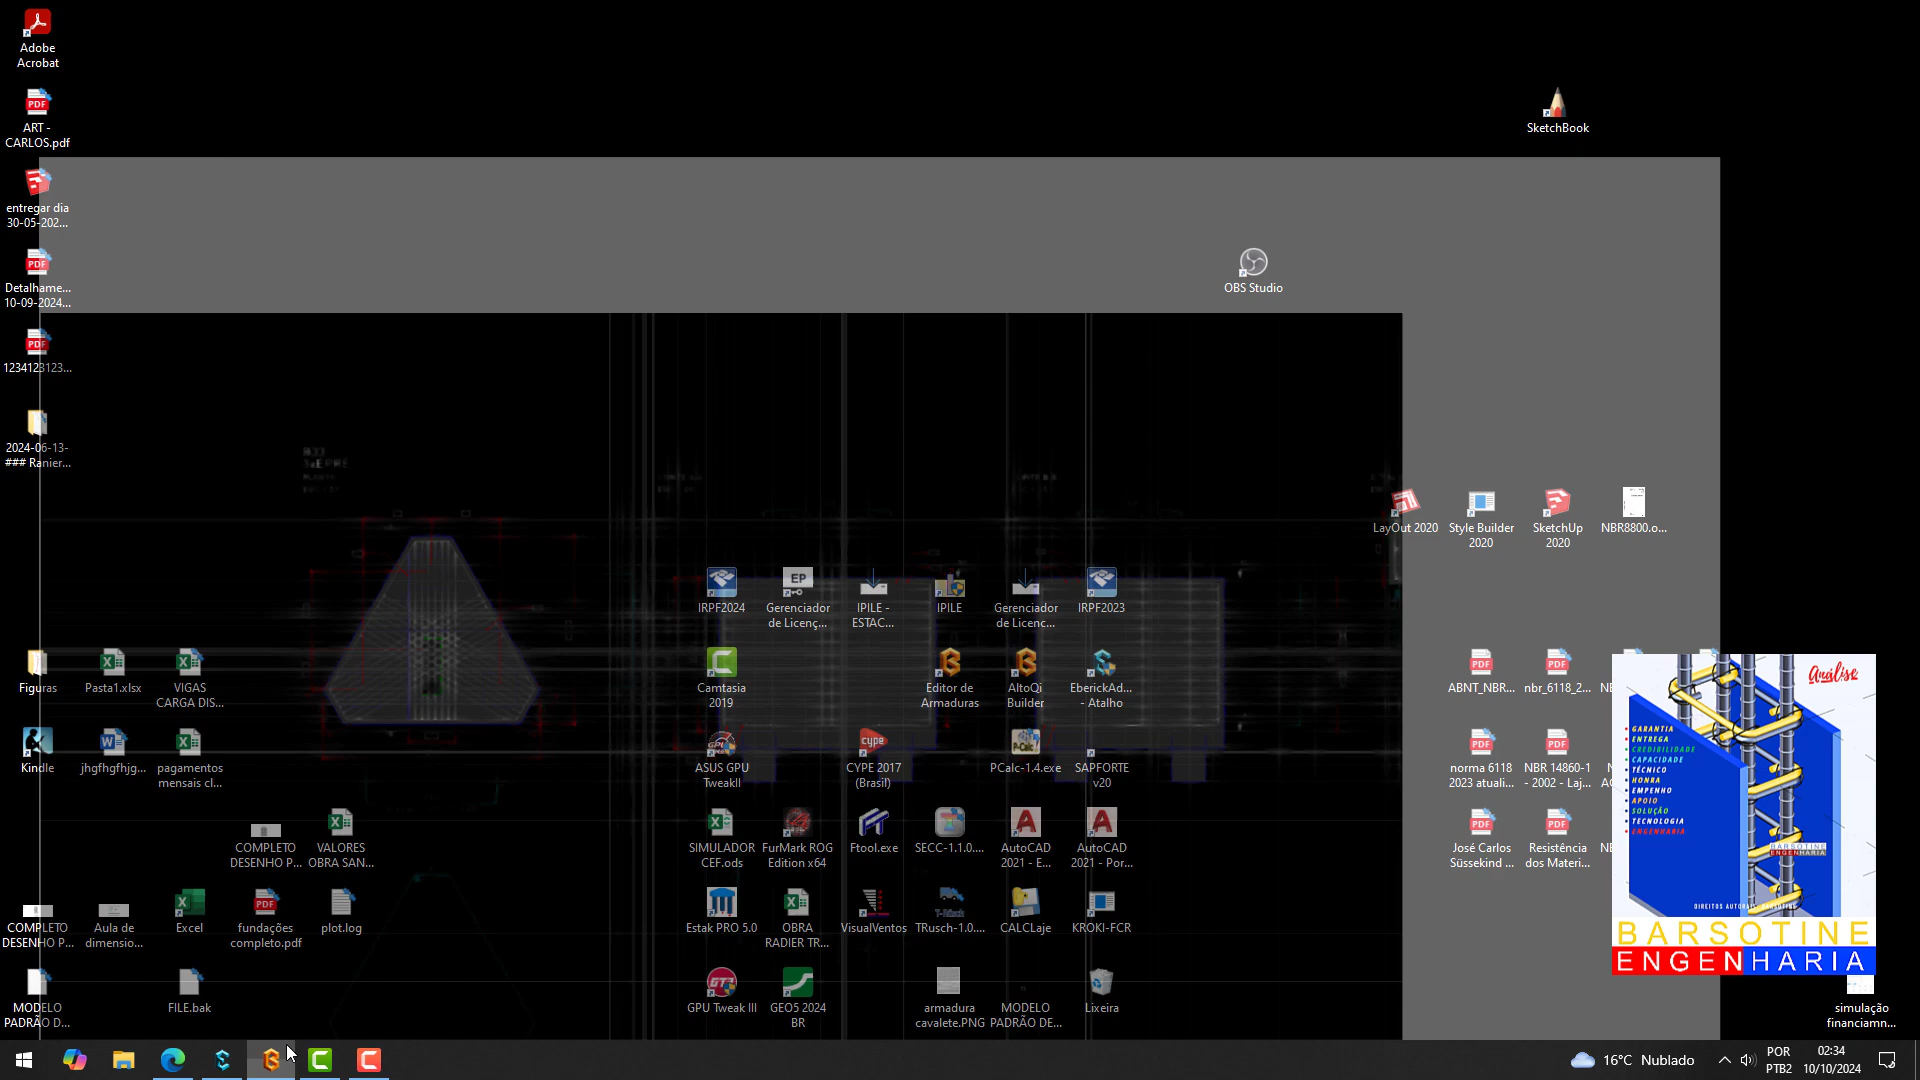 Adobe
Acrobat
ART -
CARLOS.pdf
SketchBook
entregar dia
30-05-202...
Detalhame...
10-09-2024...
OBS Studio
1234123123...
2024-06-13-
### Ranier...
LayOut 2020
Style Builder
2020
SketchUp
2020
NBR8800.o...
IRPF2024
Gerenciador
de Licenç...
IPILE -
ESTAC...
IPILE
Gerenciador
de Licenc...
IRPF2023
Figuras
Pasta1.xlsx
VIGAS
CARGA DIS...
Camtasia
2019
Editor de
Armaduras
AltoQi
Builder
EberickAd...
- Atalho
ABNT_NBR...
nbr_6118_2...
Kindle
jhgfhgfhjg...
pagamentos
mensais cl...
ASUS GPU
TweakII
CYPE 2017
(Brasil)
PCalc-1.4.exe
SAPFORTE
v20
norma 6118
2023 atuali...
NBR 14860-1
- 2002 - Laj...
COMPLETO
DESENHO P...
VALORES
OBRA SAN...
SIMULADOR
CEF.ods
FurMark ROG
Edition x64
Ftool.exe
SECC-1.1.0....
AutoCAD
2021 - E...
AutoCAD
2021 - Por...
José Carlos
Süssekind ...
Resistência
dos Materi...
COMPLETO
DESENHO P...
Aula de
dimensio...
Excel
fundações
completo.pdf
plot.log
Estak PRO 5.0
OBRA
RADIER TR...
VisualVentos
TRusch-1.0....
CALCLaje
KROKI-FCR
MODELO
PADRÃO D...
FILE.bak
GPU Tweak III
GEO5 2024
BR
armadura
cavalete.PNG
MODELO
PADRÃO DE...
Lixeira
Análise
GARANTIA
ENTREGA
CREDIBILIDADE
CAPACIDADE
TÉCNICO
HONRA
EMPENHO
APOIO
SOLUÇÃO
TECNOLOGIA
ENGENHARIA
BARSOTINE
ENGENHARIA
BARSOTINE
ENGENHARIA
simulação
financiamn...
16°C Nublado
POR
PTB2
02:34
10/10/2024